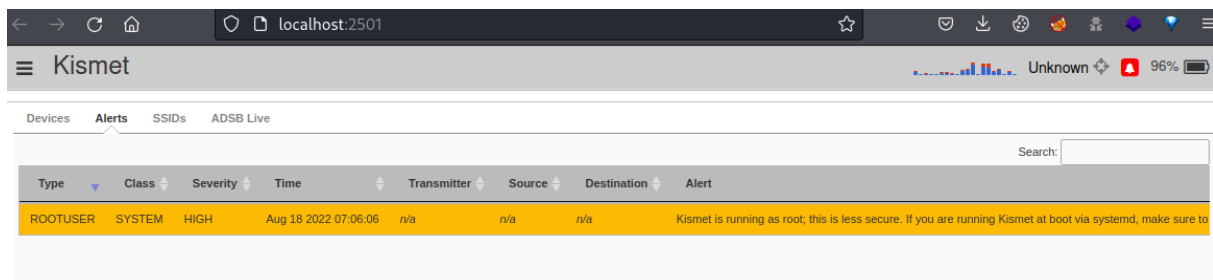 localhost:2501
Kismet
Unknown 96%
Devices Alerts SSIDs ADSB Live
Search:
Type Class Severity Time Transmitter Source Destination Alert
ROOTUSER SYSTEM HIGH Aug 18 2022 07:06:06 n/a n/a n/a Kismet is running as root; this is less secure. If you are running Kismet at boot via systemd, make sure to